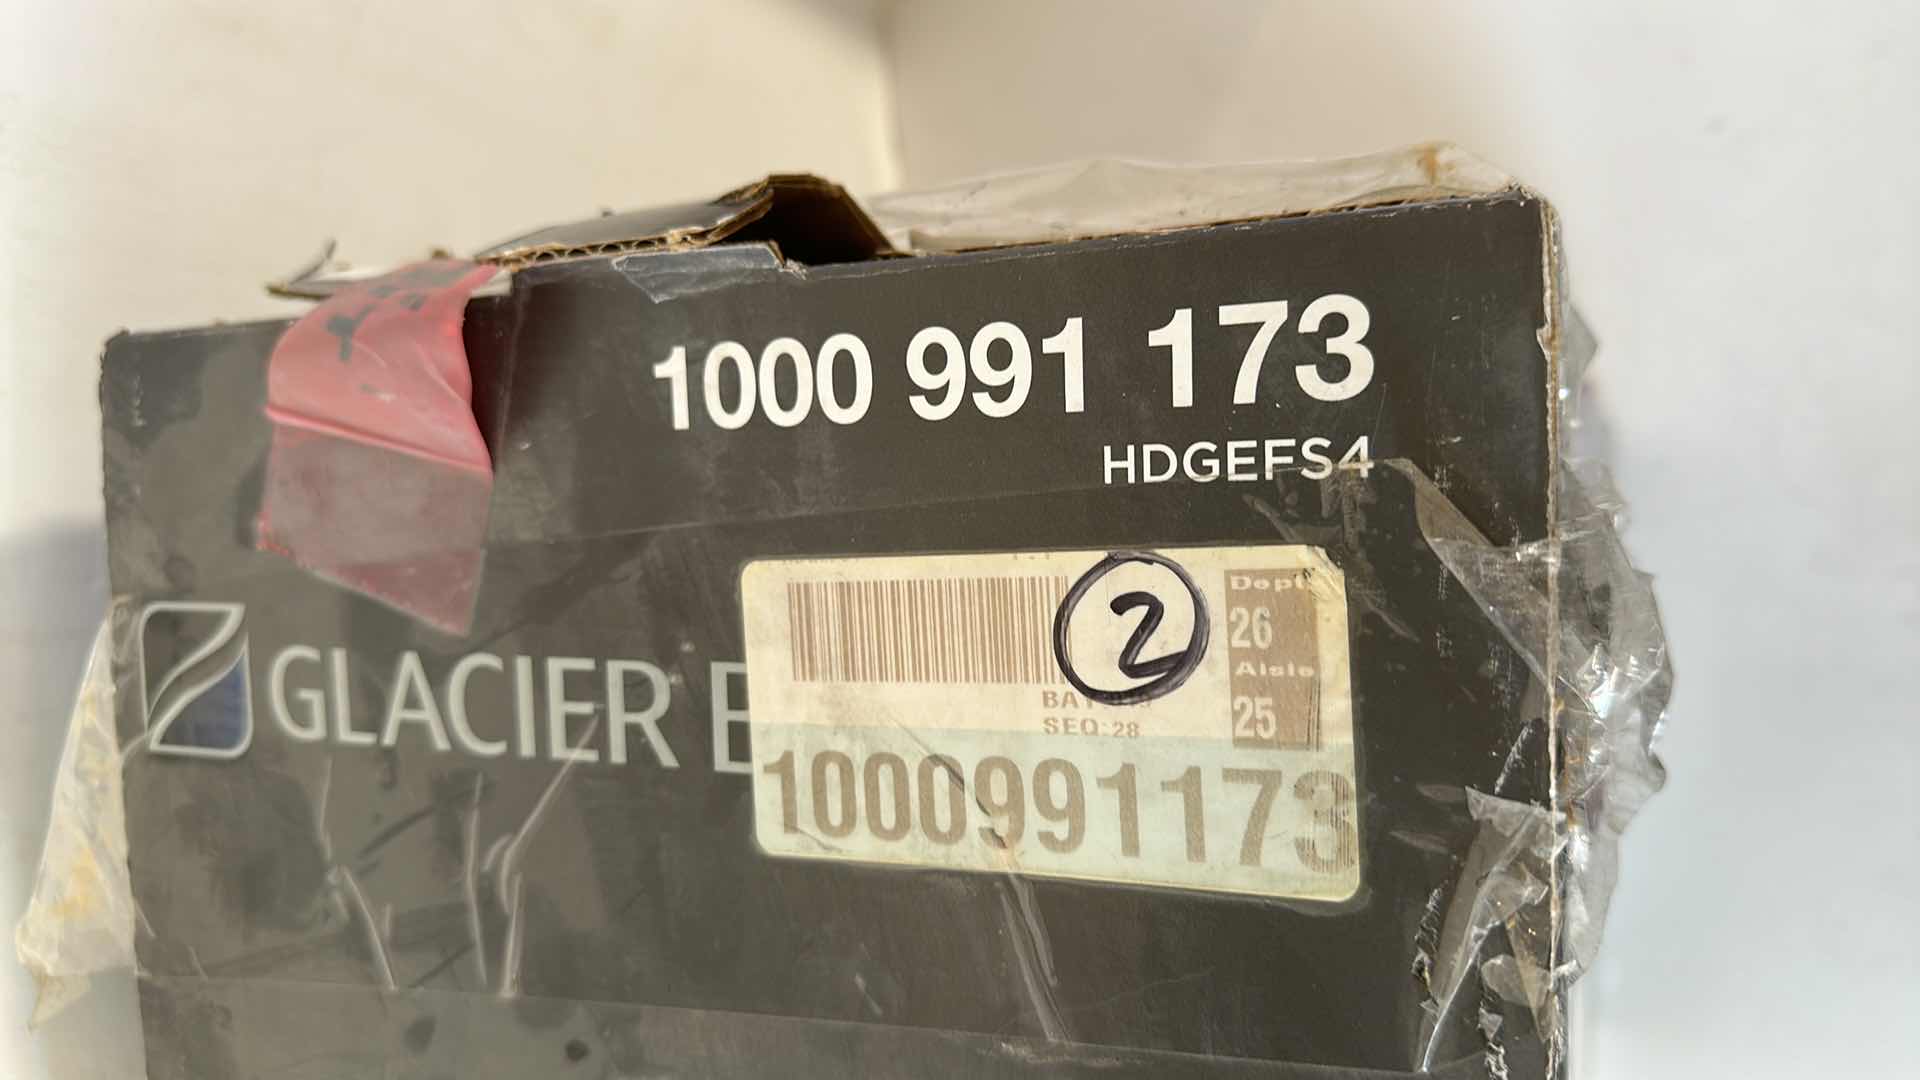 1000 991 173
HDGEFS4
GLACIER
2
Dept
26
Aisle
25
SEQ:28
1000991173